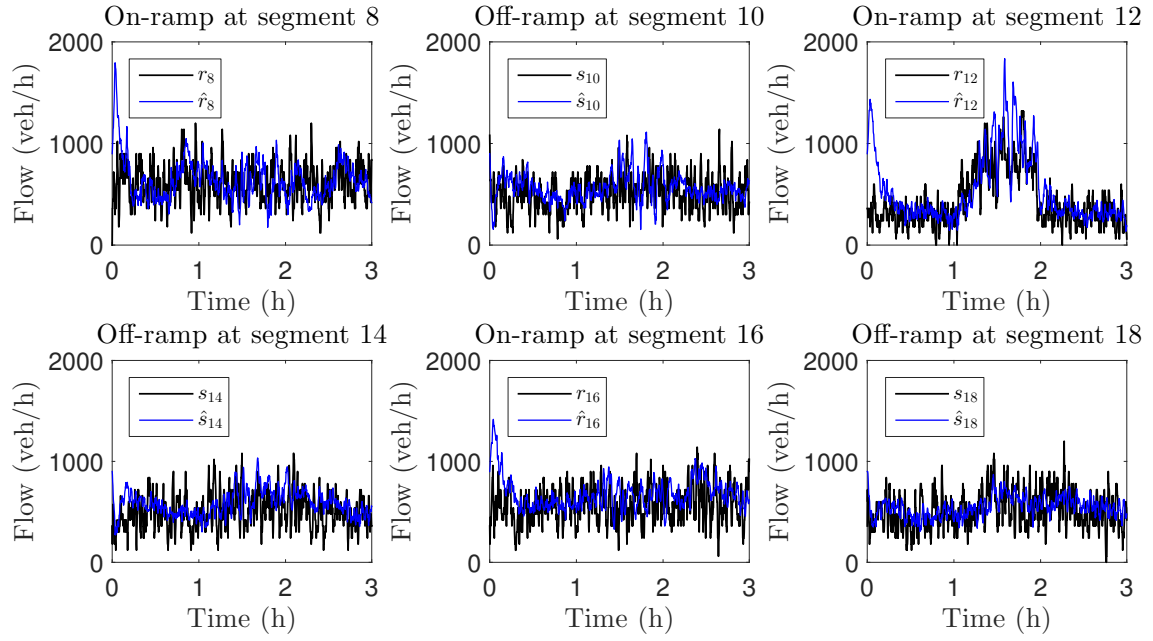 On-ramp at segment 8
2000
1000
0
Flow (veh/h)
r₈
r̂₈
0 1 2 3
Time (h)
Off-ramp at segment 10
2000
1000
0
Flow (veh/h)
s₁₀
ŝ₁₀
0 1 2 3
Time (h)
On-ramp at segment 12
2000
1000
0
Flow (veh/h)
r₁₂
r̂₁₂
0 1 2 3
Time (h)
Off-ramp at segment 14
2000
1000
0
Flow (veh/h)
s₁₄
ŝ₁₄
0 1 2 3
Time (h)
On-ramp at segment 16
2000
1000
0
Flow (veh/h)
r₁₆
r̂₁₆
0 1 2 3
Time (h)
Off-ramp at segment 18
2000
1000
0
Flow (veh/h)
s₁₈
ŝ₁₈
0 1 2 3
Time (h)